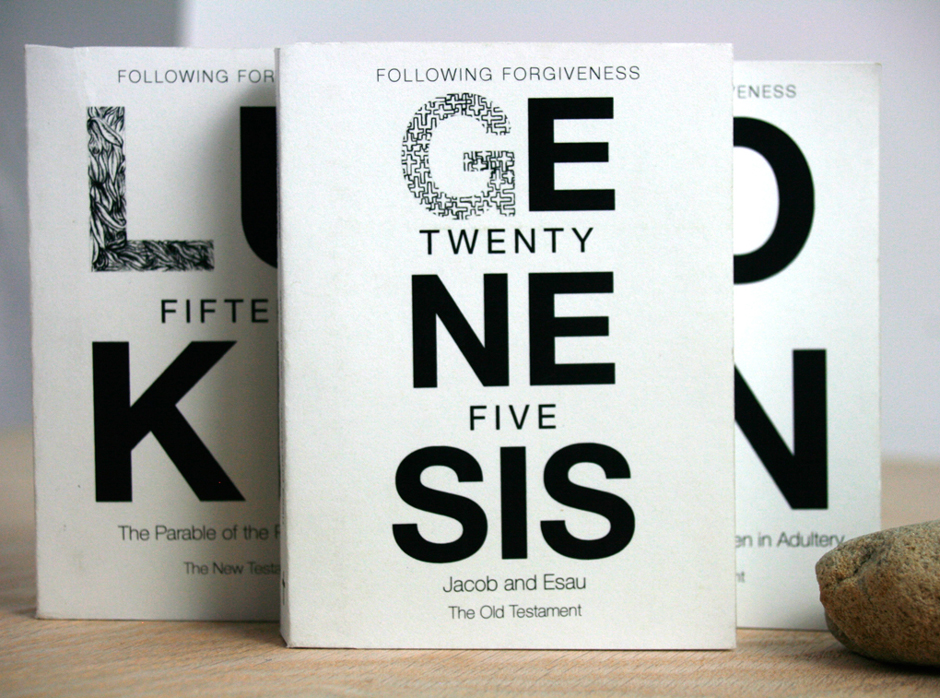 FOLLOWING FOR
LU
FIFTE
K
The Parable of the
The New Testa
FOLLOWING FORGIVENESS
GE
TWENTY
NE
FIVE
SIS
Jacob and Esau
The Old Testament
VENESS
O
N
en in Adultery
nt